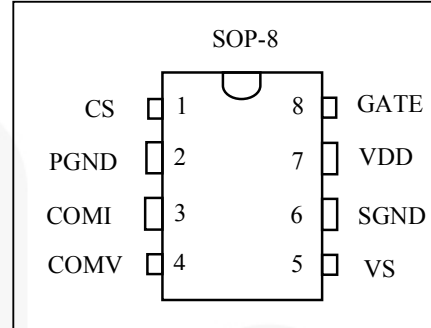 SOP-8
CS 1 8 GATE
PGND 2 7 VDD
COMI 3 6 SGND
COMV 4 5 VS